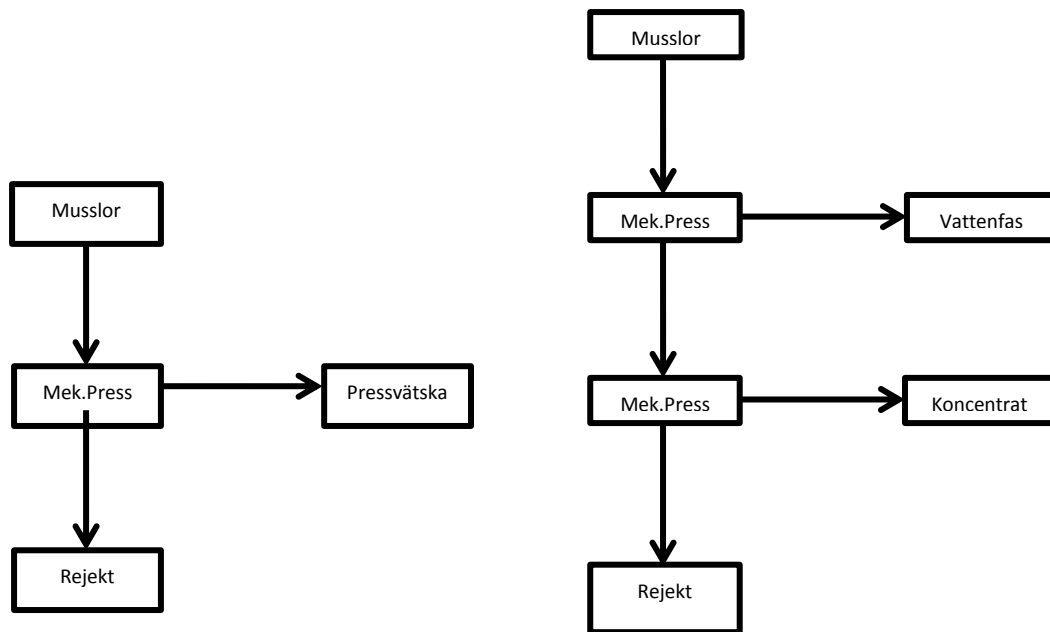 Musslor
Mek.Press
Pressvätska
Rejekt
Musslor
Mek.Press
Vattenfas
Mek.Press
Koncentrat
Rejekt